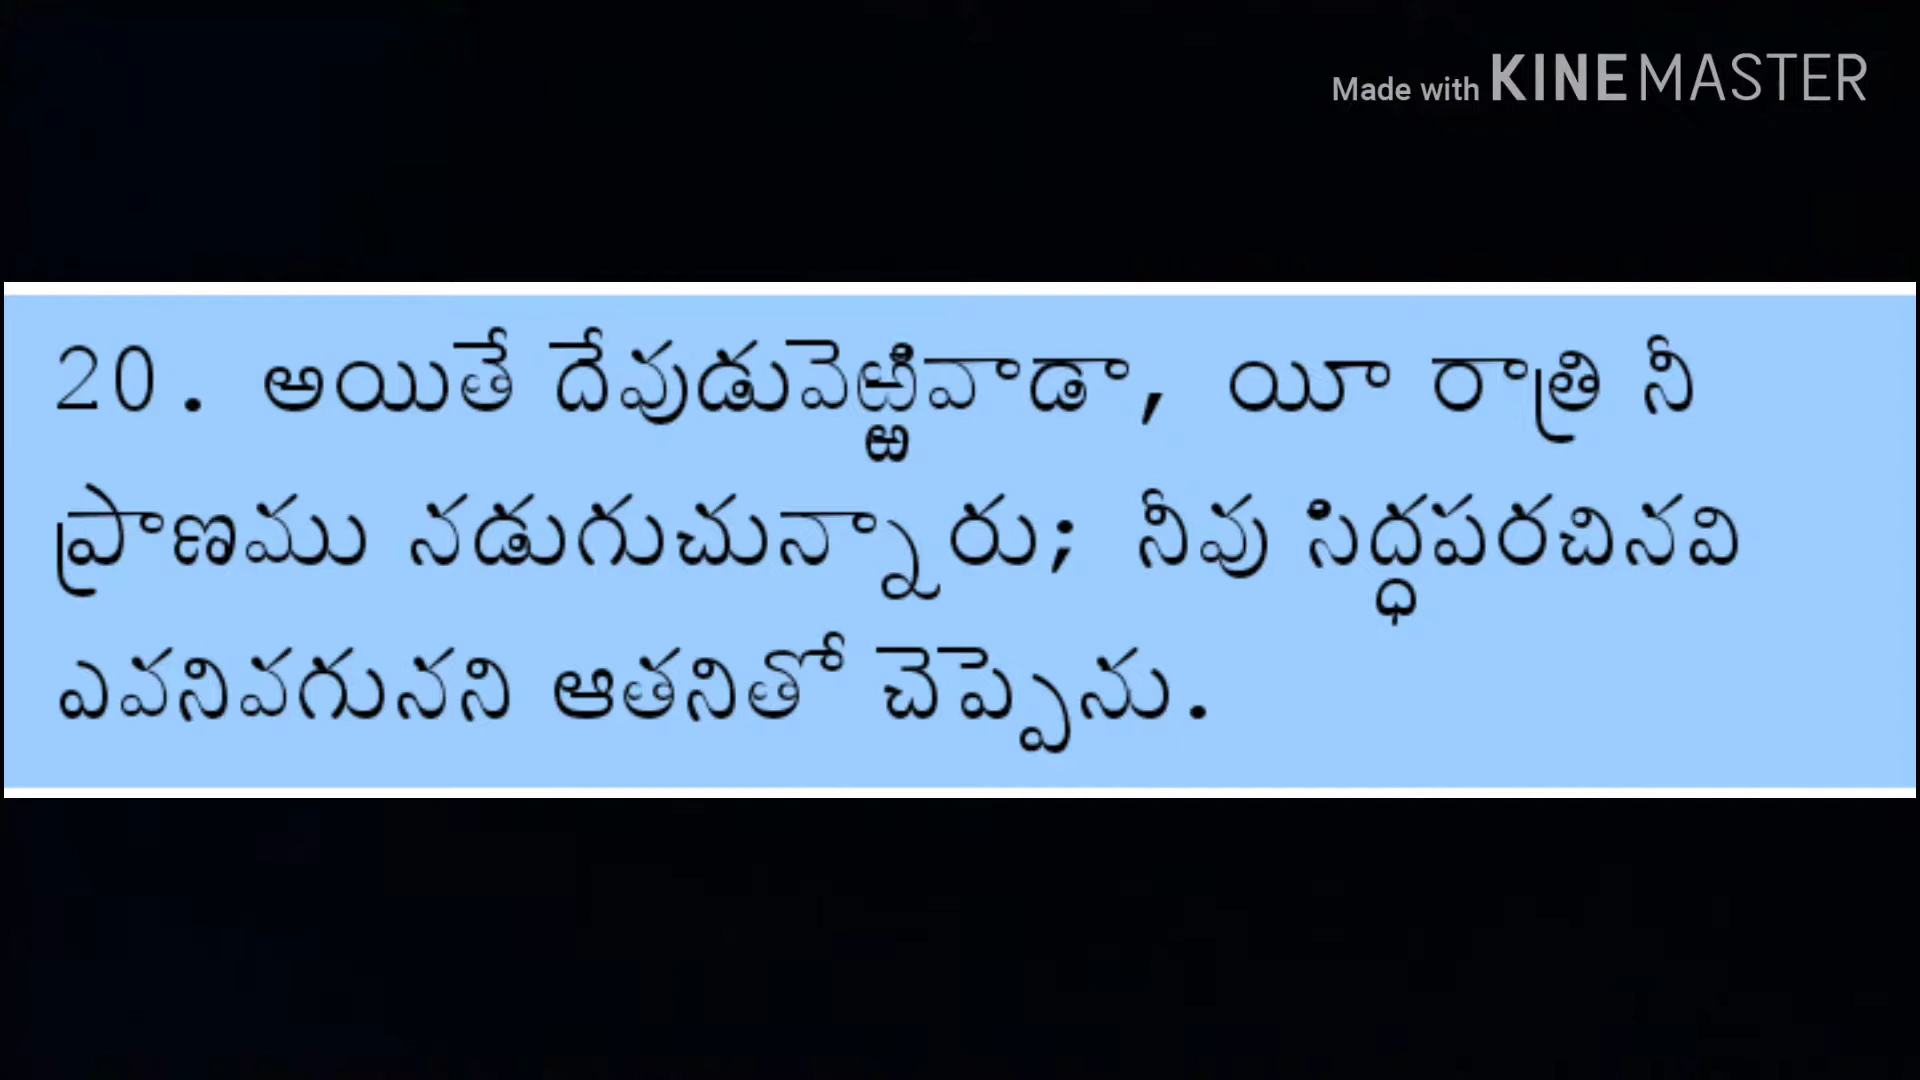 Made with KINEMASTER
20. అయితే దేవుడువెఱ్ఱివాడా, యీ రాత్రి నీ
ప్రాణము నడుగుచున్నారు; నీవు సిద్ధపరచినవి
ఎవనివగునని ఆతనితో చెప్పెను.